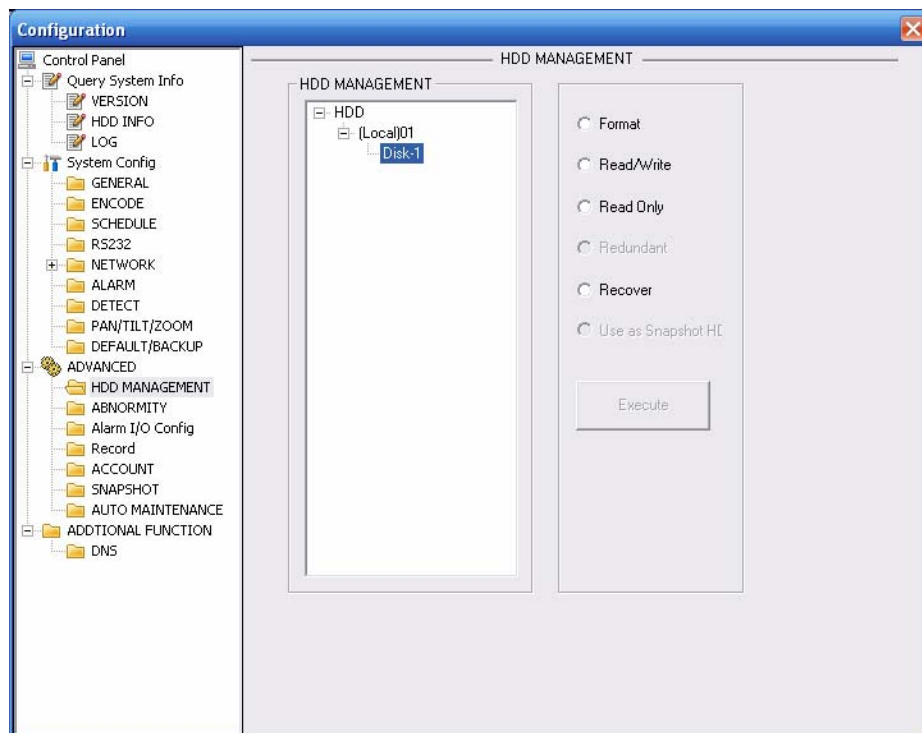 Configuration
Control Panel
Query System Info
VERSION
HDD INFO
LOG
System Config
GENERAL
ENCODE
SCHEDULE
RS232
NETWORK
ALARM
DETECT
PAN/TILT/ZOOM
DEFAULT/BACKUP
ADVANCED
HDD MANAGEMENT
ABNORMITY
Alarm I/O Config
Record
ACCOUNT
SNAPSHOT
AUTO MAINTENANCE
ADDTIONAL FUNCTION
DNS
HDD MANAGEMENT
HDD MANAGEMENT
HDD
(Local)01
Disk-1
Format
Read/Write
Read Only
Redundant
Recover
Use as Snapshot HD
Execute